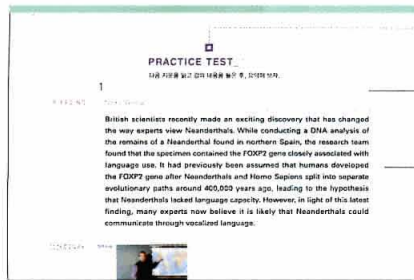 PRACTICE TEST_
다음 지문을 읽고 강의 내용을 들은 후, 요약해 보자.
1
British scientists recently made an exciting discovery that has changed
the way experts view Neanderthals. While conducting a DNA analysis of
the remains of a Neanderthal found in northern Spain, the research team
found that the specimen contained the FOXP2 gene closely associated with
language use. It had previously been assumed that humans developed
the FOXP2 gene after Neanderthals and Homo Sapiens split into separate
evolutionary paths around 400,000 years ago, leading to the hypothesis
that Neanderthals lacked language capacity. However, in light of this latest
finding, many experts now believe it is likely that Neanderthals could
communicate through vocalized language.